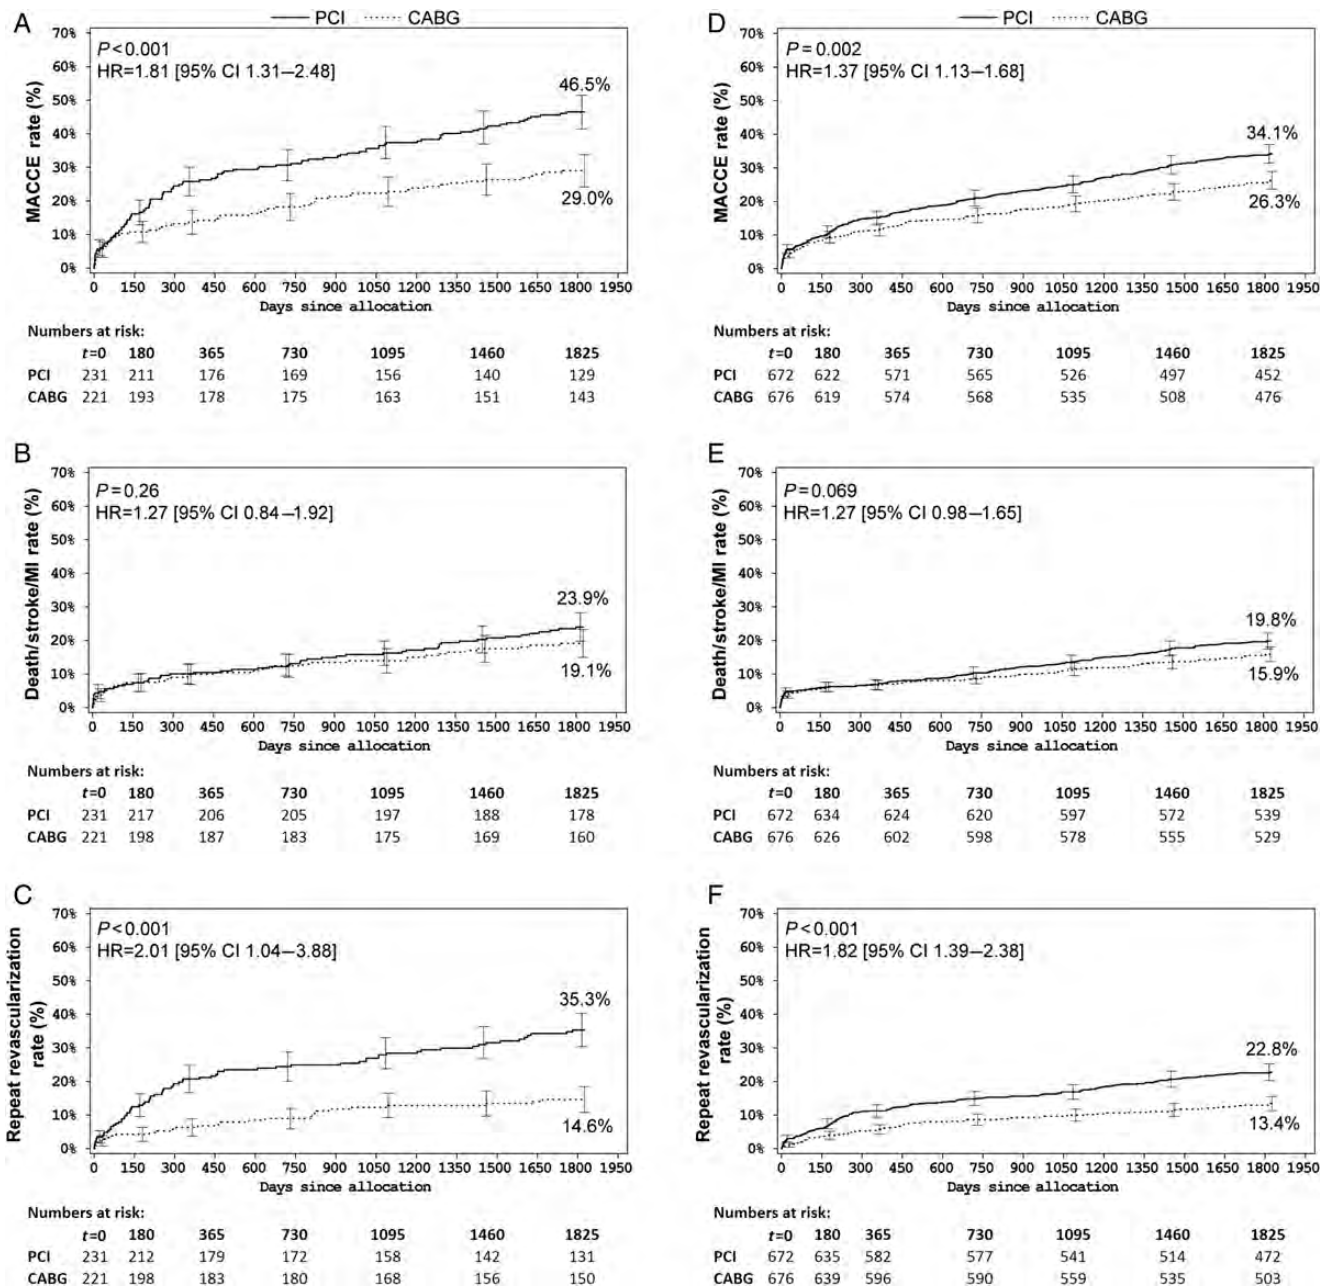 A
PCI CABG
P<0.001
HR=1.81 [95% CI 1.31–2.48]
MACCE rate (%)
70%
60%
50%
40%
30%
20%
10%
0%
46.5%
29.0%
0 150 300 450 600 750 900 1050 1200 1350 1500 1650 1800 1950
Days since allocation
Numbers at risk:
t=0 180 365 730 1095 1460 1825
PCI 231 211 176 169 156 140 129
CABG 221 193 178 175 163 151 143
B
P=0.26
HR=1.27 [95% CI 0.84–1.92]
Death/stroke/MI rate (%)
70%
60%
50%
40%
30%
20%
10%
0%
23.9%
19.1%
0 150 300 450 600 750 900 1050 1200 1350 1500 1650 1800 1950
Days since allocation
Numbers at risk:
t=0 180 365 730 1095 1460 1825
PCI 231 217 206 205 197 188 178
CABG 221 198 187 183 175 169 160
C
P<0.001
HR=2.01 [95% CI 1.04–3.88]
Repeat revascularization
rate (%)
70%
60%
50%
40%
30%
20%
10%
0%
35.3%
14.6%
0 150 300 450 600 750 900 1050 1200 1350 1500 1650 1800 1950
Days since allocation
Numbers at risk:
t=0 180 365 730 1095 1460 1825
PCI 231 212 179 172 158 142 131
CABG 221 198 183 180 168 156 150
D
PCI CABG
P=0.002
HR=1.37 [95% CI 1.13–1.68]
MACCE rate (%)
70%
60%
50%
40%
30%
20%
10%
0%
34.1%
26.3%
0 150 300 450 600 750 900 1050 1200 1350 1500 1650 1800 1950
Days since allocation
Numbers at risk:
t=0 180 365 730 1095 1460 1825
PCI 672 622 571 565 526 497 452
CABG 676 619 574 568 535 508 476
E
P=0.069
HR=1.27 [95% CI 0.98–1.65]
Death/stroke/MI rate (%)
70%
60%
50%
40%
30%
20%
10%
0%
19.8%
15.9%
0 150 300 450 600 750 900 1050 1200 1350 1500 1650 1800 1950
Days since allocation
Numbers at risk:
t=0 180 365 730 1095 1460 1825
PCI 672 634 624 620 597 572 539
CABG 676 626 602 598 578 555 529
F
P<0.001
HR=1.82 [95% CI 1.39–2.38]
Repeat revascularization
rate (%)
70%
60%
50%
40%
30%
20%
10%
0%
22.8%
13.4%
0 150 300 450 600 750 900 1050 1200 1350 1500 1650 1800 1950
Days since allocation
Numbers at risk:
t=0 180 365 730 1095 1460 1825
PCI 672 635 582 577 541 514 472
CABG 676 639 596 590 559 535 503